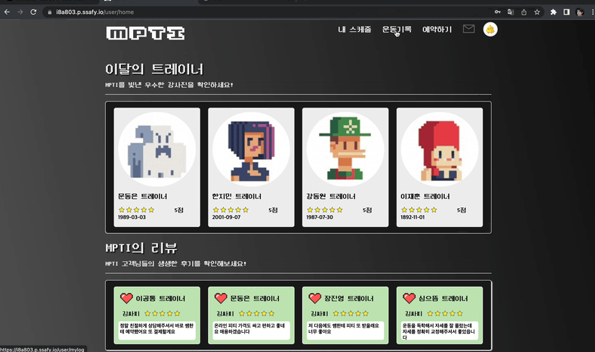 i8a803.p.ssafy.io/user/home
MPTI
내 스케줄 운동기록 예약하기
이달의 트레이너
MPTI를 빛낸 우수한 강사진을 확인하세요!
문동은 트레이너
5점
1989-03-03
한지민 트레이너
5점
2001-09-07
강동원 트레이너
5점
1987-07-30
이재훈 트레이너
5점
1892-11-01
MPTI의 리뷰
MPTI 고객님들의 생생한 후기를 확인해보세요!
이공통 트레이너
김싸피
정말 친절하게 상담해주셔서 바로 쌤한테 예약했어요 또 결제할게요
문동은 트레이너
김싸피
온라인 피티 가격도 싸고 편하고 좋네요 애용하겠습니다
장진영 트레이너
김싸피
저 다음에도 쌤한테 피티 또 받을래요 너무 좋아요
심으뜸 트레이너
김싸피
운동을 독학해서 자세를 잘 몰랐는데 자세를 정확히 교정해주셔서 좋았습니다
https://i8a803.p.ssafy.io/user/mylog